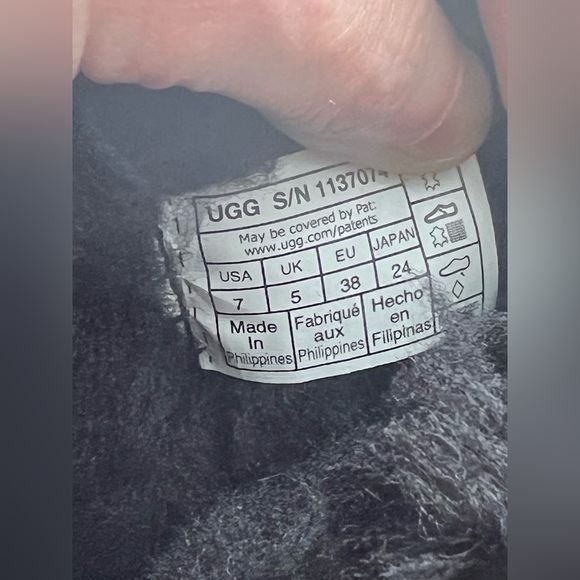 UGG S/N 1137074
May be covered by Pat:
www.ugg.com/patents
USA UK EU JAPAN
7 5 38 24
Made In Philippines
Fabriqué aux Philippines
Hecho en Filipinas